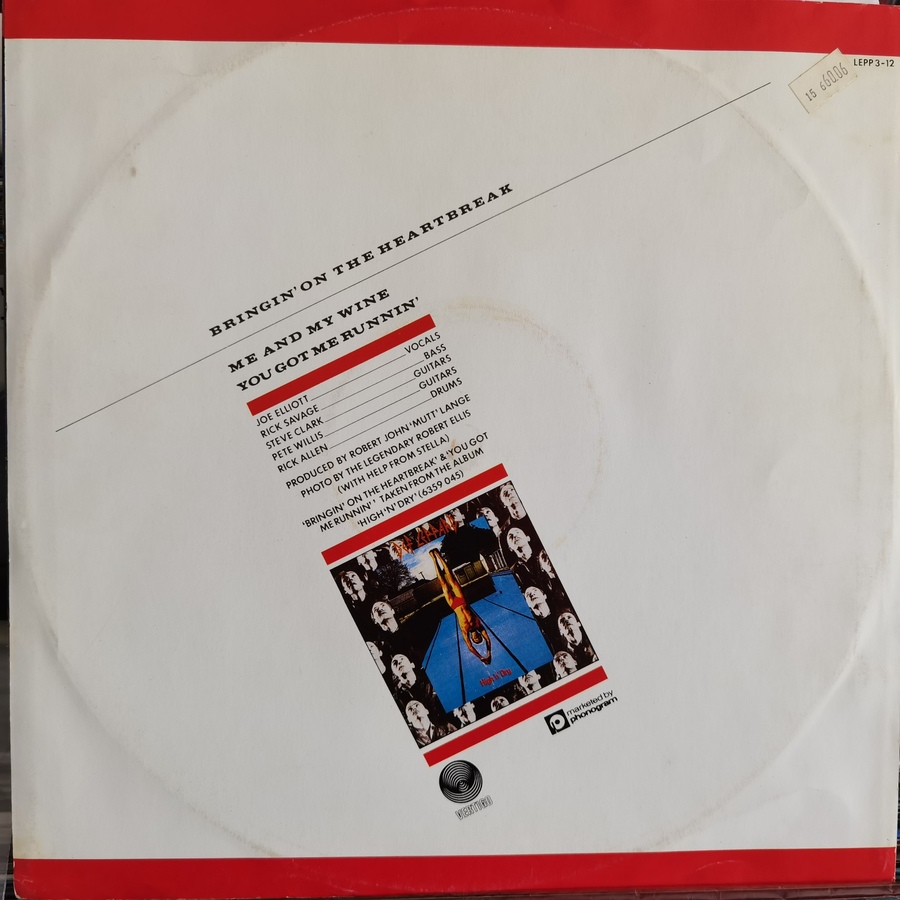 LEPP 3-12
15 660.06
BRINGIN' ON THE HEARTBREAK
ME AND MY WINE
YOU GOT ME RUNNIN'
JOE ELLIOTT VOCALS
RICK SAVAGE BASS
STEVE CLARK GUITARS
PETE WILLIS GUITARS
RICK ALLEN DRUMS
PRODUCED BY ROBERT JOHN 'MUTT' LANGE
PHOTO BY THE LEGENDARY ROBERT ELLIS
(WITH HELP FROM STELLA)
'BRINGIN' ON THE HEARTBREAK' & 'YOU GOT
ME RUNNIN'' TAKEN FROM THE ALBUM
'HIGH 'N' DRY' (6359 045)
DEF LEPPARD
High 'n' Dry
marketed by
phonogram
VERTIGO